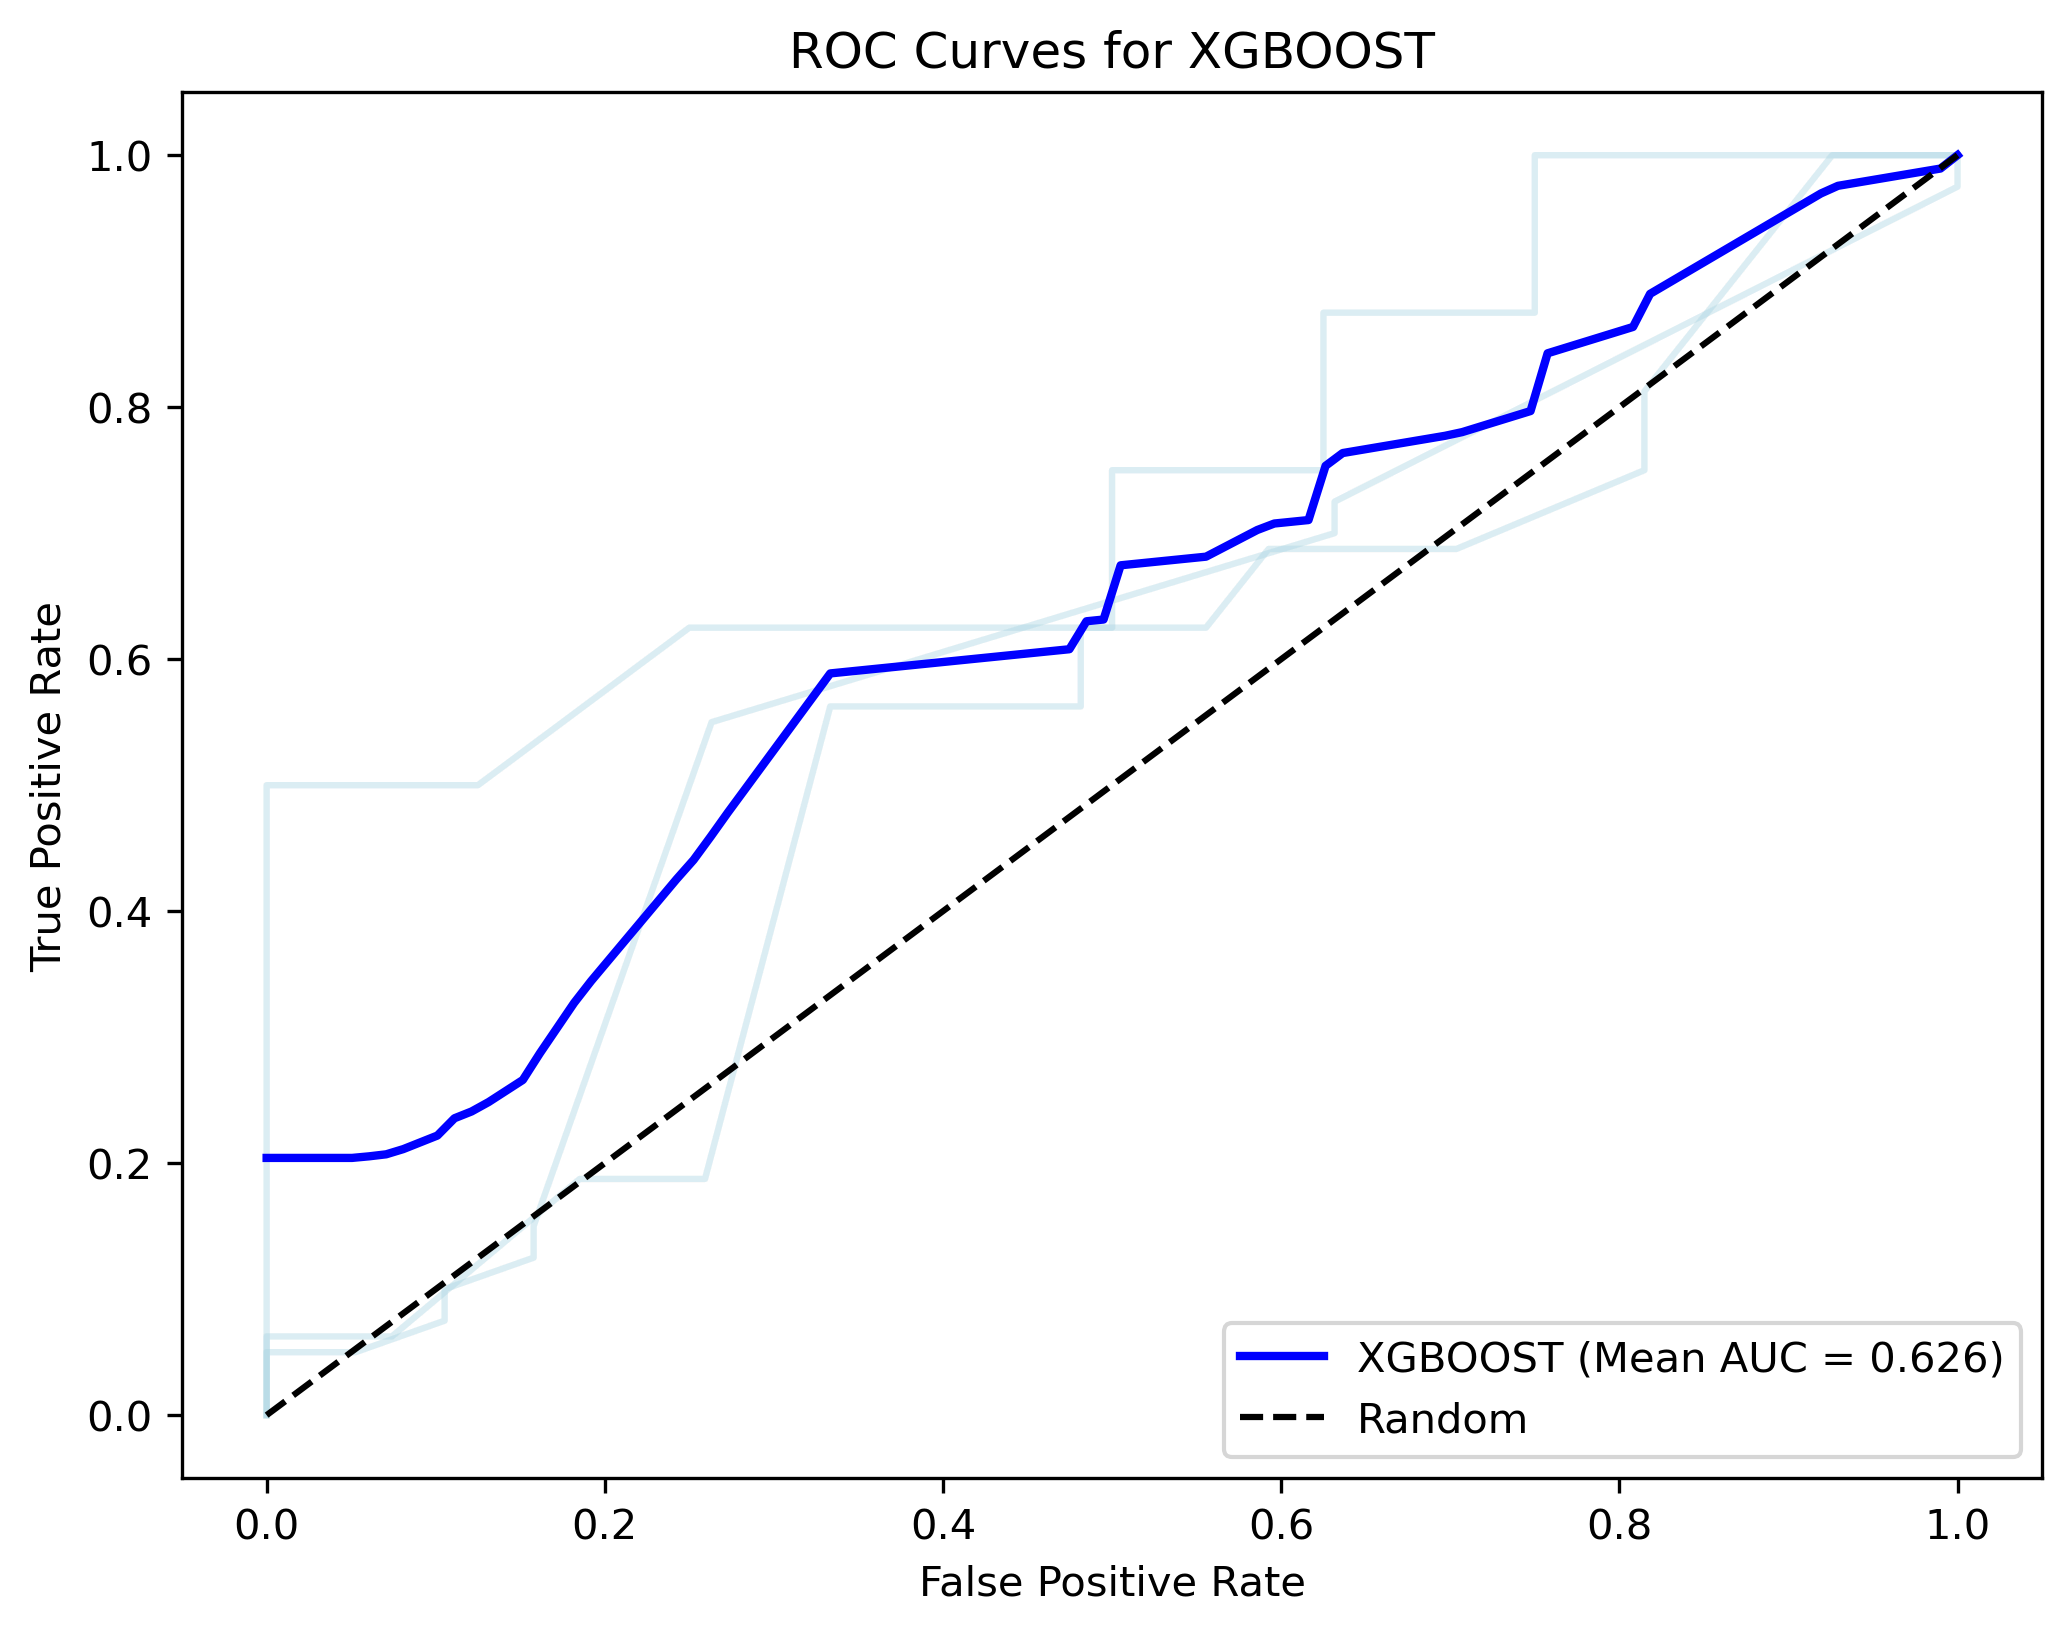 ROC Curves for XGBOOST
True Positive Rate
1.0
0.8
0.6
0.4
0.2
0.0
XGBOOST (Mean AUC = 0.626)
Random
0.0 0.2 0.4 0.6 0.8 1.0
False Positive Rate